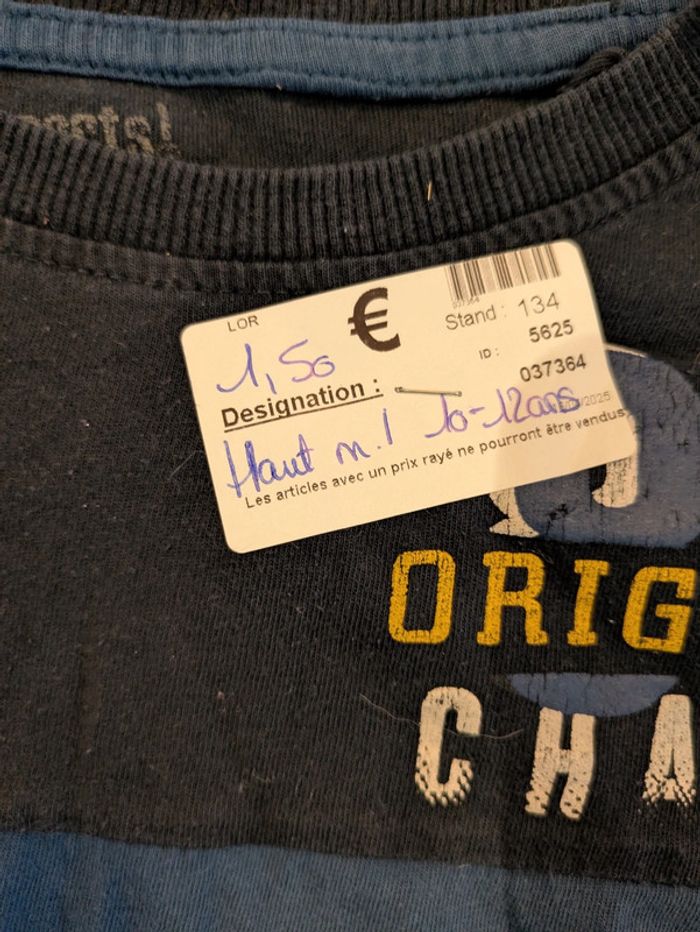 LOR
€
037364
Stand : 134
1,50
ID : 5625
Designation :
037364
Haut m.l 10-12ans
Les articles avec un prix rayé ne pourront être vendus
ORIG
CHA